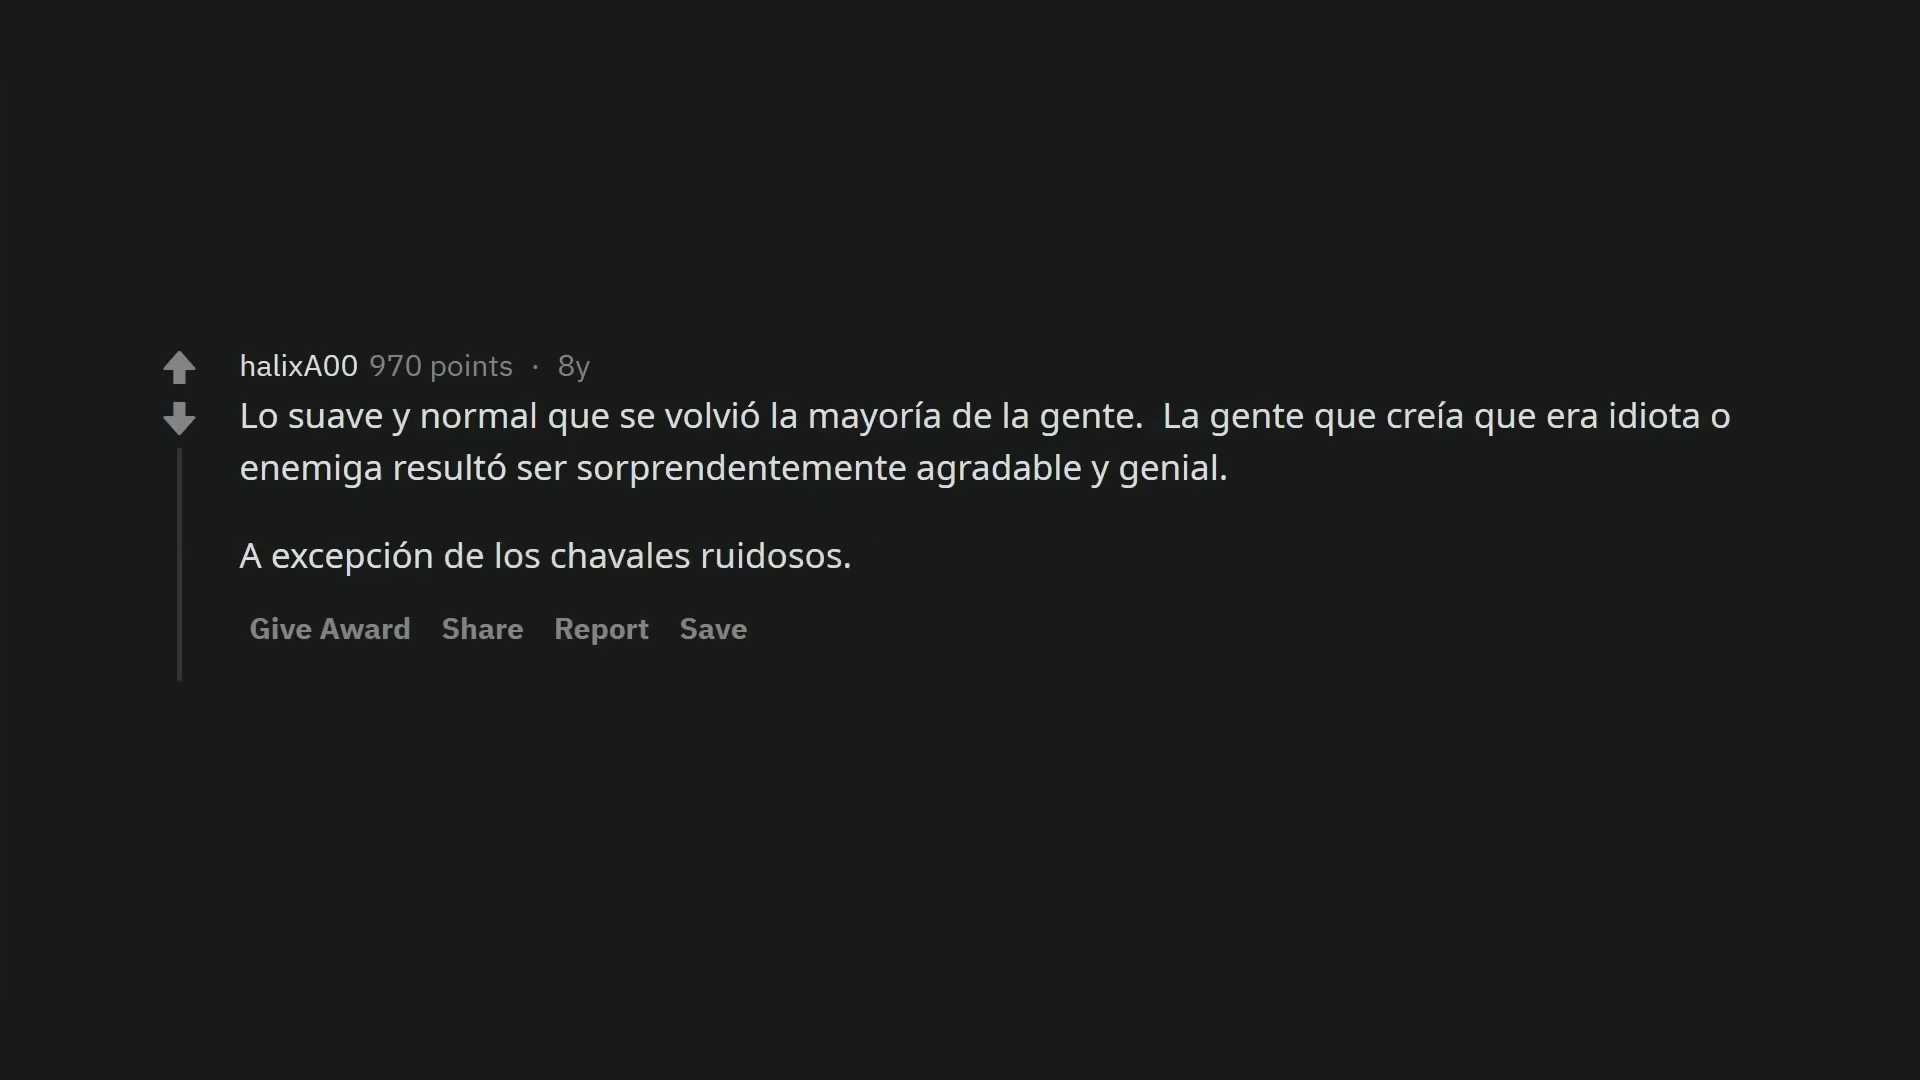 halixA00 970 points · 8y
Lo suave y normal que se volvió la mayoría de la gente.  La gente que creía que era idiota o
enemiga resultó ser sorprendentemente agradable y genial.
A excepción de los chavales ruidosos.
Give Award Share Report Save